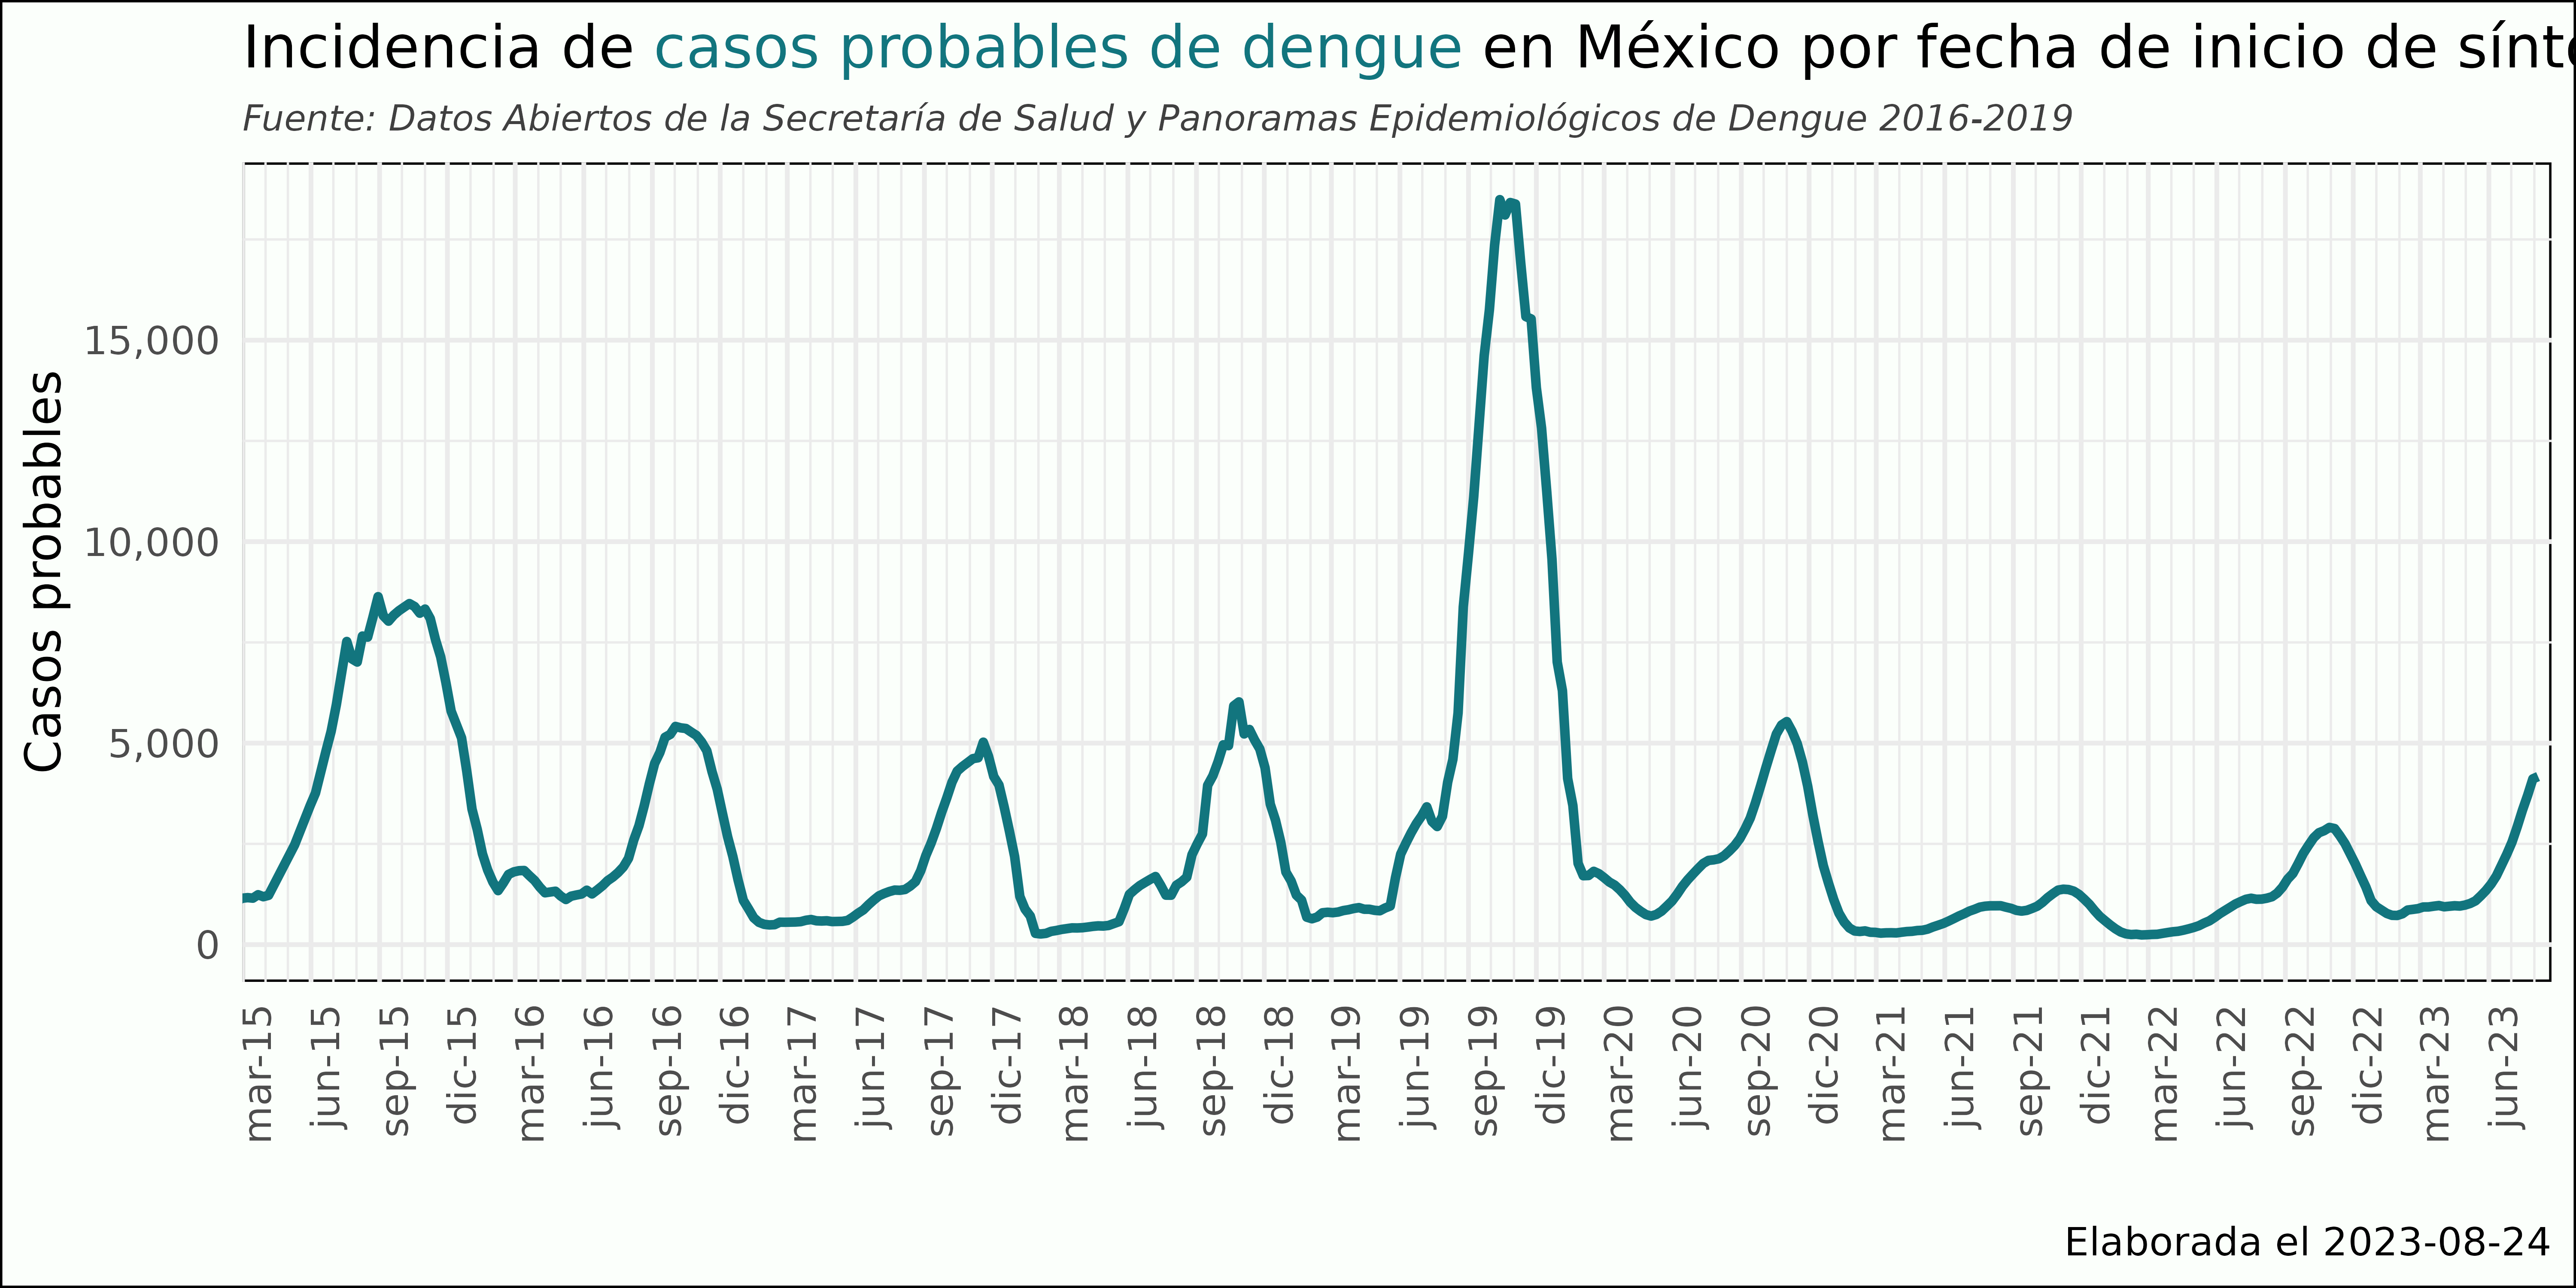 Incidencia de casos probables de dengue en México por fecha de inicio de
Fuente: Datos Abiertos de la Secretaría de Salud y Panoramas Epidemiológicos de Dengue 2016-2019
Casos probables
15,000
10,000
5,000
0
mar-15
jun-15
sep-15
dic-15
mar-16
jun-16
sep-16
dic-16
mar-17
jun-17
sep-17
dic-17
mar-18
jun-18
sep-18
dic-18
mar-19
jun-19
sep-19
dic-19
mar-20
jun-20
sep-20
dic-20
mar-21
jun-21
sep-21
dic-21
mar-22
jun-22
sep-22
dic-22
mar-23
jun-23
Elaborada el 2023-08-24